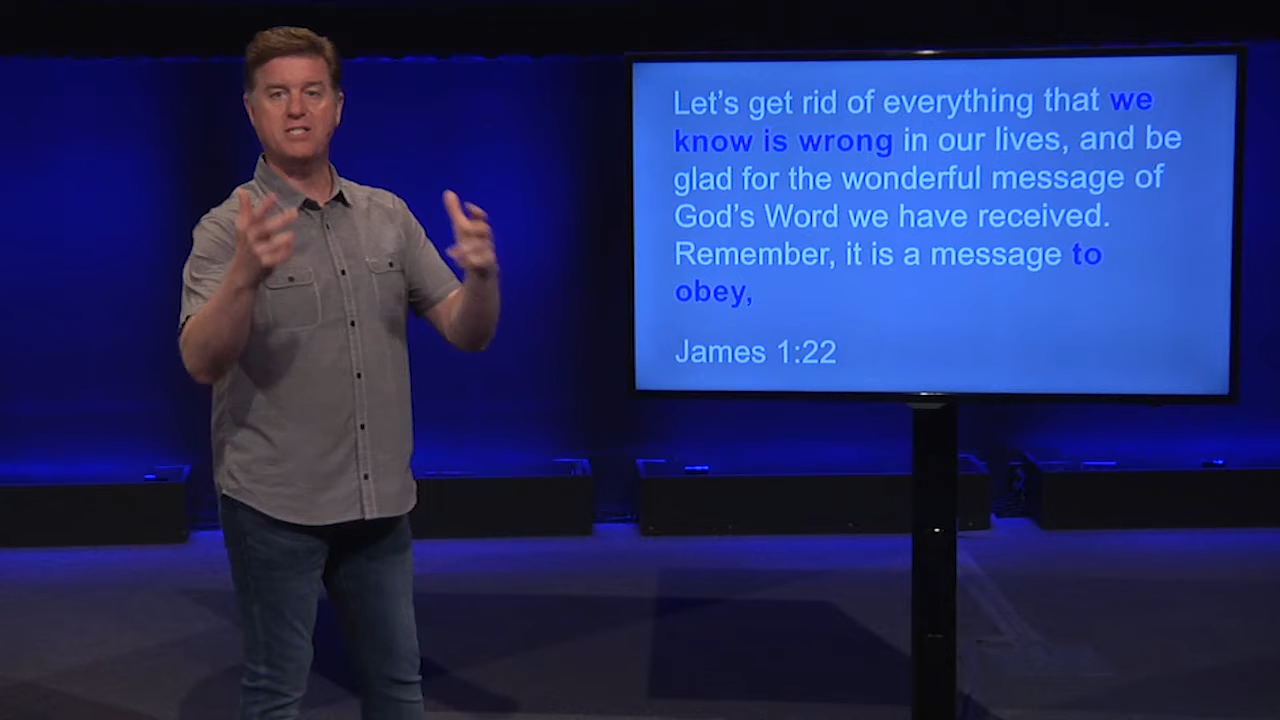 Let's get rid of everything that we
know is wrong in our lives, and be
glad for the wonderful message of
God's Word we have received.
Remember, it is a message to
obey,
James 1:22